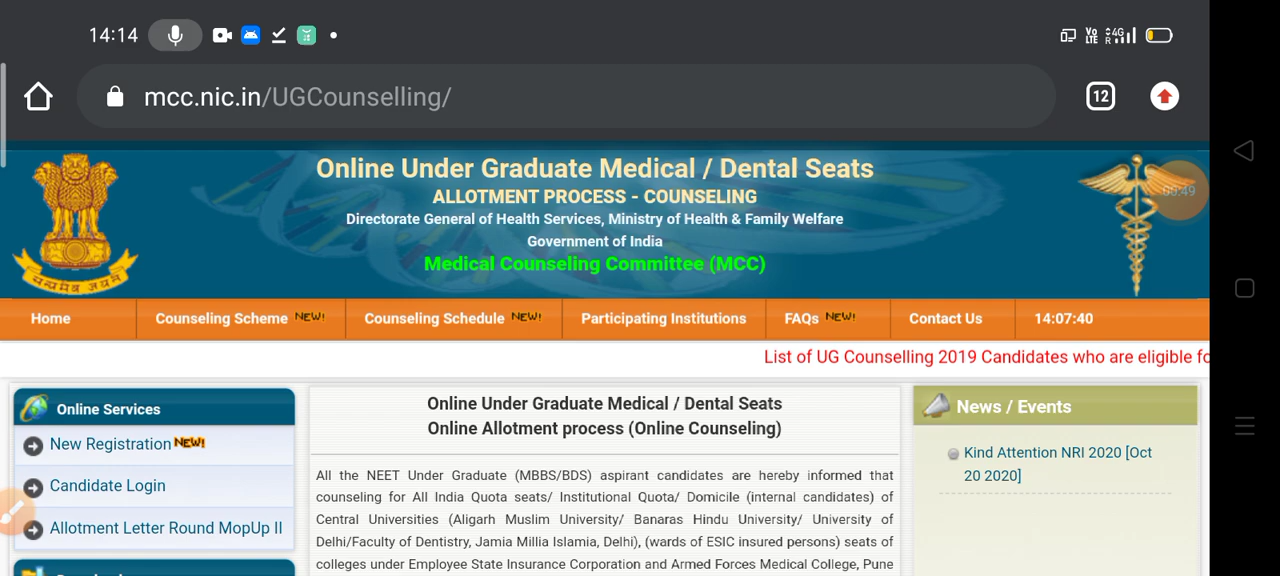 14:14
Vo LTE 4G R
mcc.nic.in/UGCounselling/
12
Online Under Graduate Medical / Dental Seats
ALLOTMENT PROCESS - COUNSELING
Directorate General of Health Services, Ministry of Health & Family Welfare
Government of India
Medical Counseling Committee (MCC)
सत्यमेव जयते
00:49
Home
Counseling Scheme NEW!
Counseling Schedule NEW!
Participating Institutions
FAQs NEW!
Contact Us
14:07:40
List of UG Counselling 2019 Candidates who are eligible fo
Online Services
New Registration NEW!
Candidate Login
Allotment Letter Round MopUp II
Online Under Graduate Medical / Dental Seats
Online Allotment process (Online Counseling)
All the NEET Under Graduate (MBBS/BDS) aspirant candidates are hereby informed that
counseling for All India Quota seats/ Institutional Quota/ Domicile (internal candidates) of
Central Universities (Aligarh Muslim University/ Banaras Hindu University/ University of
Delhi/Faculty of Dentistry, Jamia Millia Islamia, Delhi), (wards of ESIC insured persons) seats of
colleges under Employee State Insurance Corporation and Armed Forces Medical College, Pune
News / Events
Kind Attention NRI 2020 [Oct
20 2020]